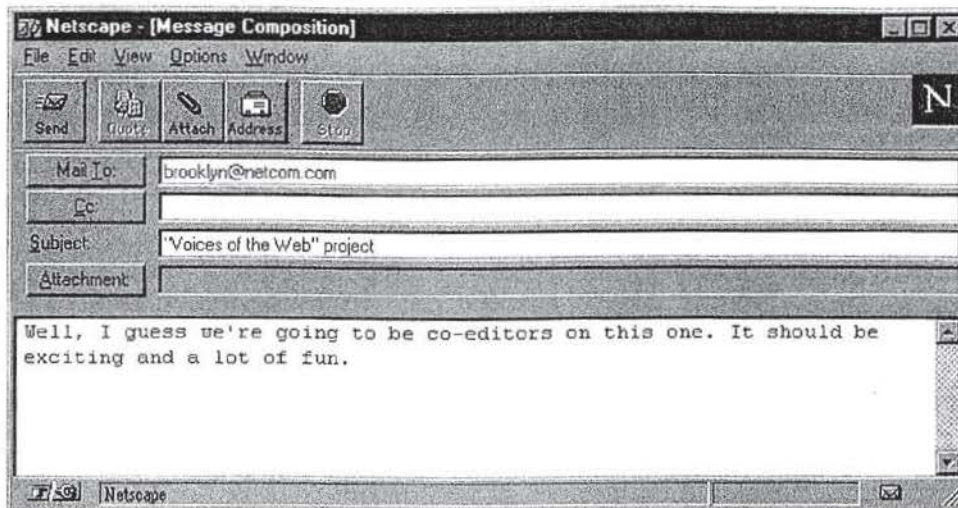 Netscape - [Message Composition]
File Edit View Options Window
Send Quote Attach Address Stop
N
Mail To: brooklyn@netcom.com
Cc:
Subject: "Voices of the Web" project
Attachment:
Well, I guess we're going to be co-editors on this one. It should be
exciting and a lot of fun.
Netscape